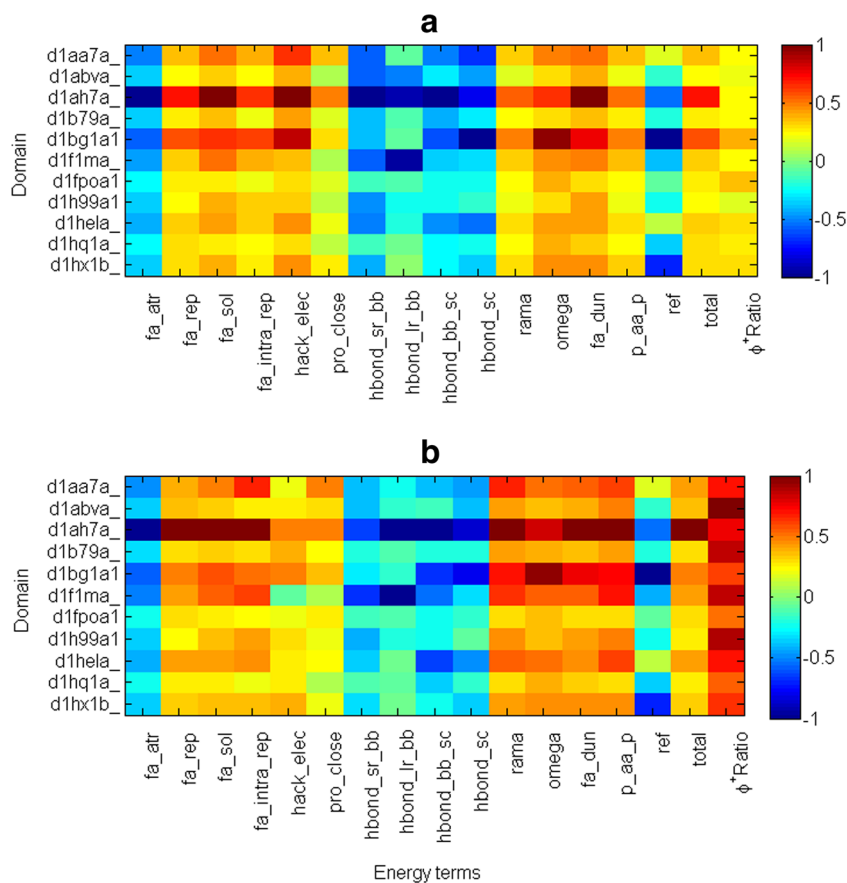 a
Domain
d1aa7a_
d1abva_
d1ah7a_
d1b79a_
d1bg1a1
d1f1ma_
d1fpoa1
d1h99a1
d1hela_
d1hq1a_
d1hx1b_
1
0.5
0
-0.5
-1
fa_atr
fa_rep
fa_sol
fa_intra_rep
hack_elec
pro_close
hbond_sr_bb
hbond_lr_bb
hbond_bb_sc
hbond_sc
rama
omega
fa_dun
p_aa_p
ref
total
ϕ⁺Ratio
b
Domain
d1aa7a_
d1abva_
d1ah7a_
d1b79a_
d1bg1a1
d1f1ma_
d1fpoa1
d1h99a1
d1hela_
d1hq1a_
d1hx1b_
1
0.5
0
-0.5
-1
fa_atr
fa_rep
fa_sol
fa_intra_rep
hack_elec
pro_close
hbond_sr_bb
hbond_lr_bb
hbond_bb_sc
hbond_sc
rama
omega
fa_dun
p_aa_p
ref
total
ϕ⁺Ratio
Energy terms